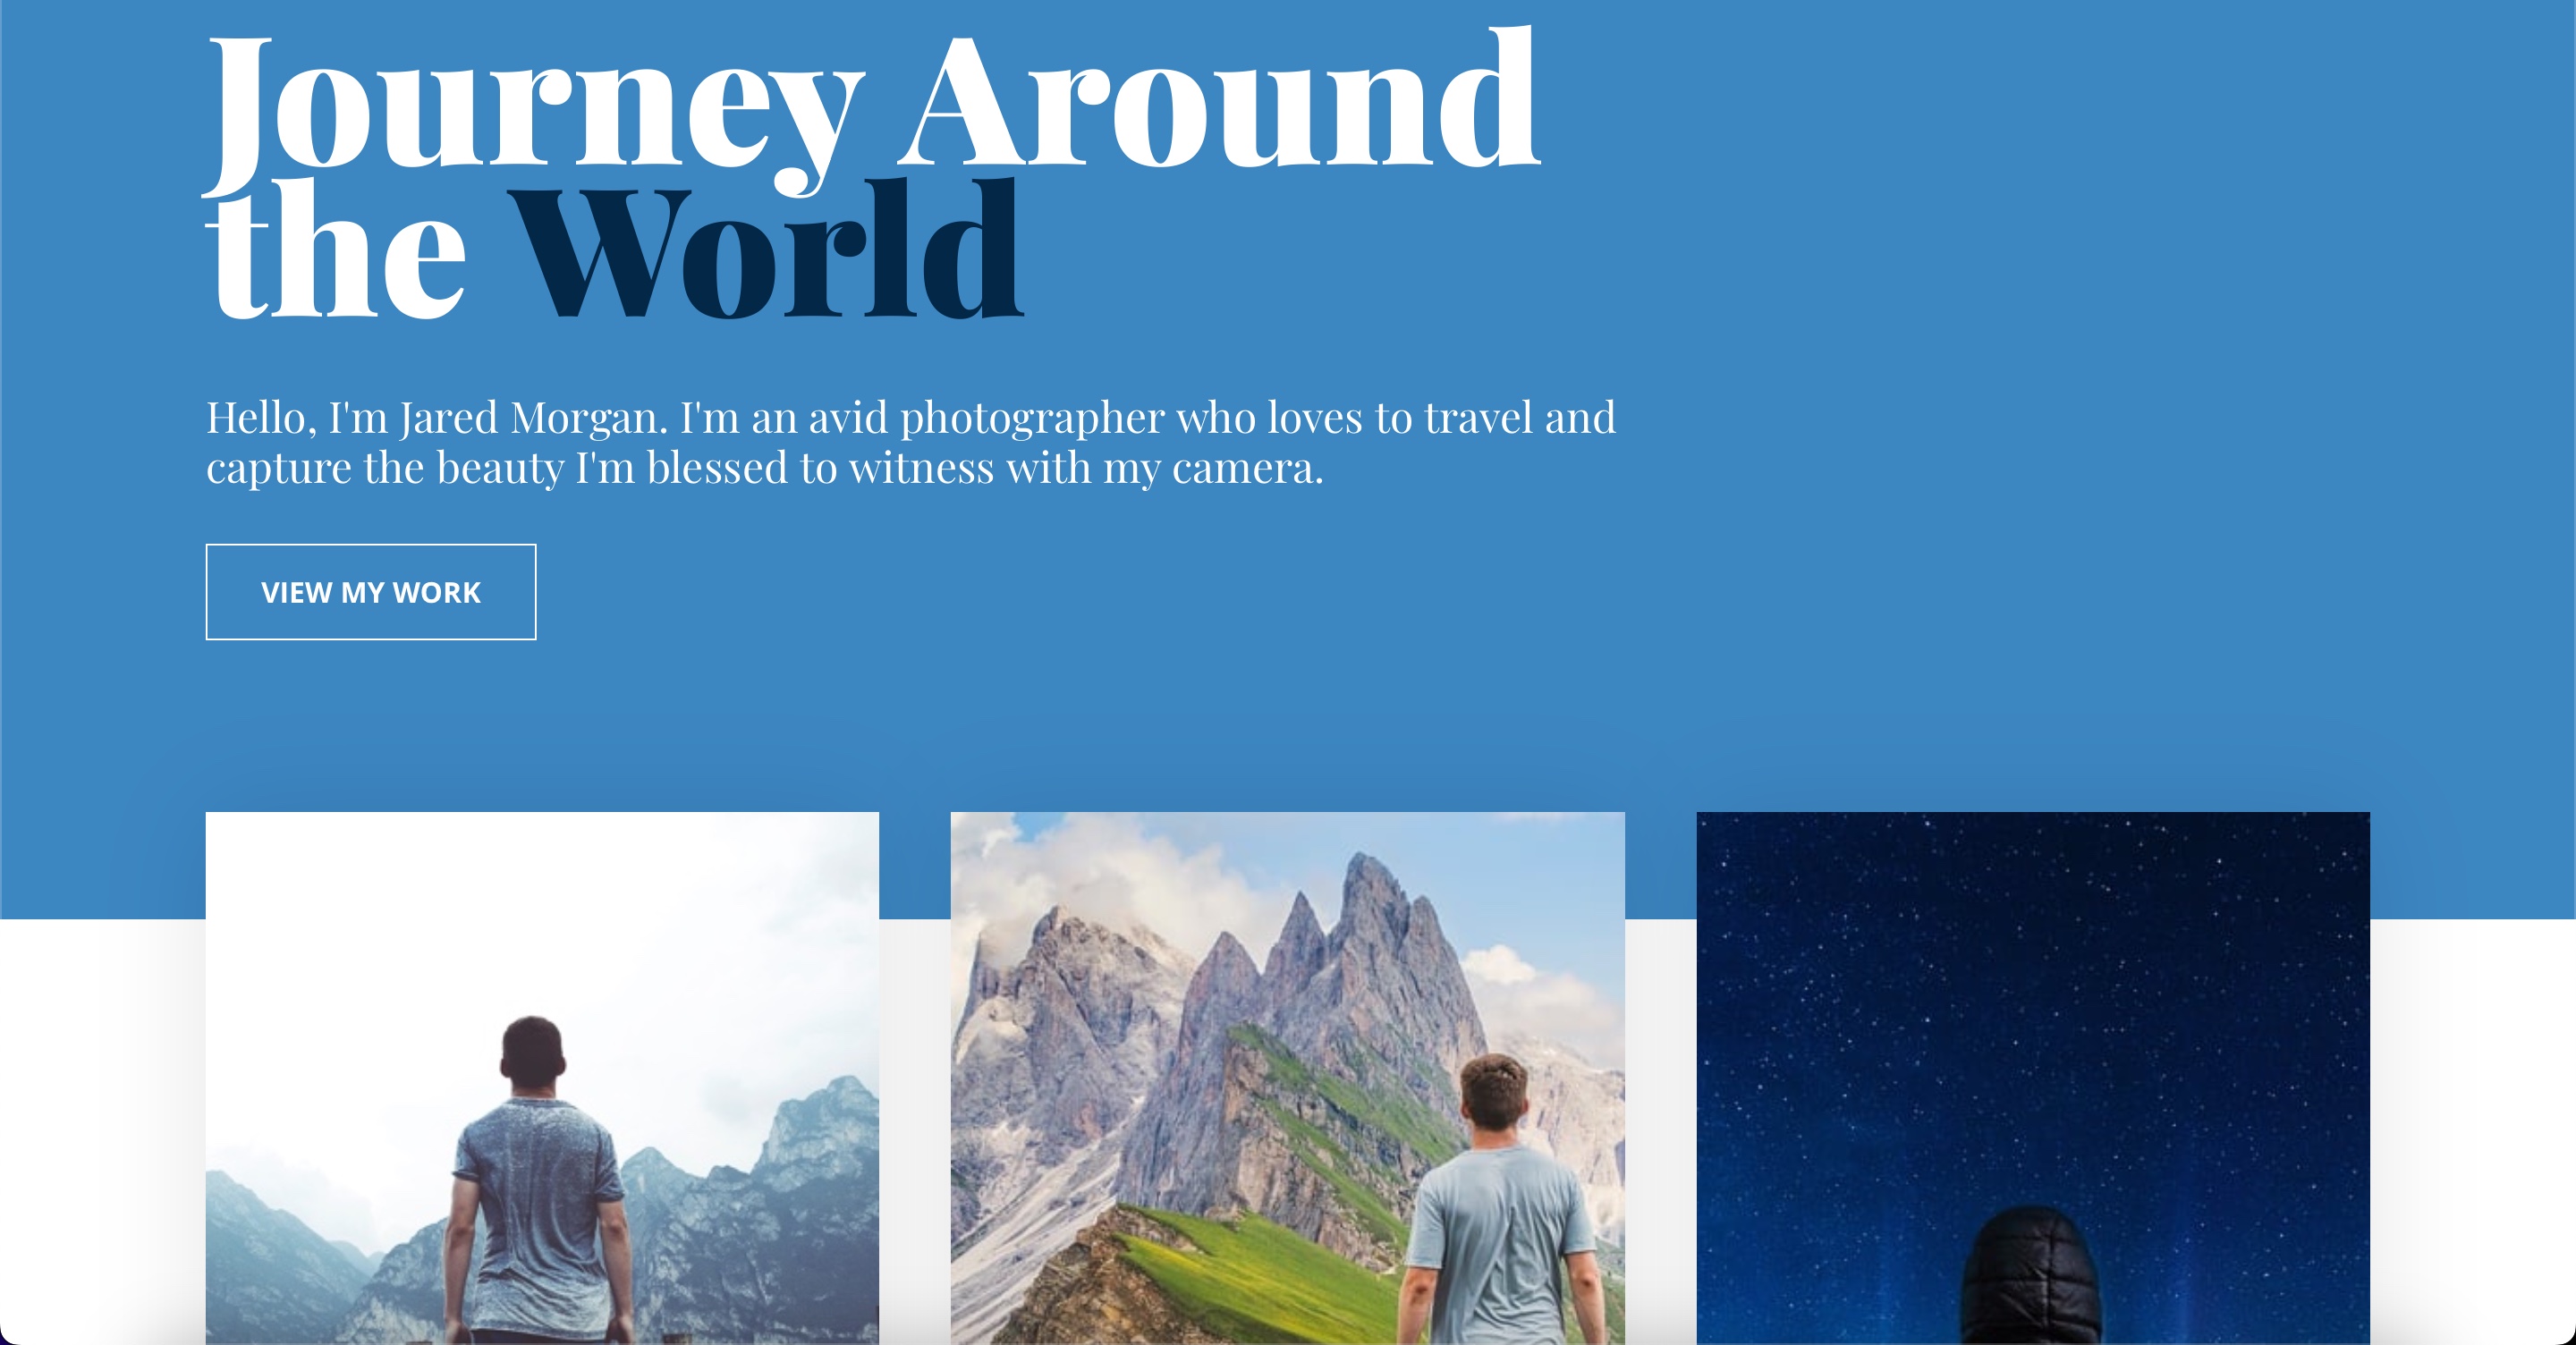 Journey Around
the World
Hello, I'm Jared Morgan. I'm an avid photographer who loves to travel and
capture the beauty I'm blessed to witness with my camera.
VIEW MY WORK